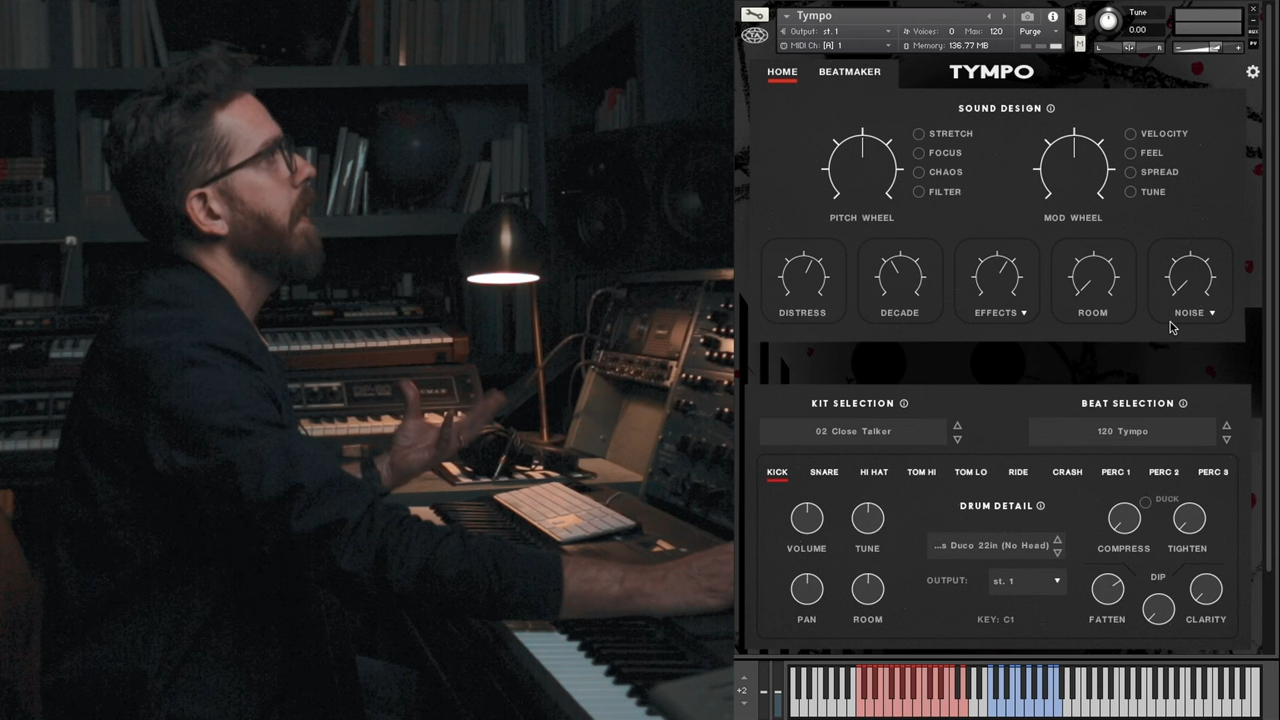 Tympo
Output: st. 1
Voices: 0 Max: 120
Purge
MIDI Ch: [A] 1
Memory: 136.77 MB
S
M
Tune
0.00
L
R
AUX
PV
HOME
BEATMAKER
TYMPO
SOUND DESIGN
STRETCH
FOCUS
CHAOS
FILTER
PITCH WHEEL
VELOCITY
FEEL
SPREAD
TUNE
MOD WHEEL
DISTRESS
DECADE
EFFECTS
ROOM
NOISE
KIT SELECTION
02 Close Talker
BEAT SELECTION
120 Tympo
KICK SNARE HI HAT TOM HI TOM LO RIDE CRASH PERC 1 PERC 2 PERC 3
VOLUME
TUNE
PAN
ROOM
DRUM DETAIL
...s Duco 22in (No Head)
OUTPUT: st. 1
KEY: C1
DUCK
COMPRESS
TIGHTEN
DIP
FATTEN
CLARITY
+2